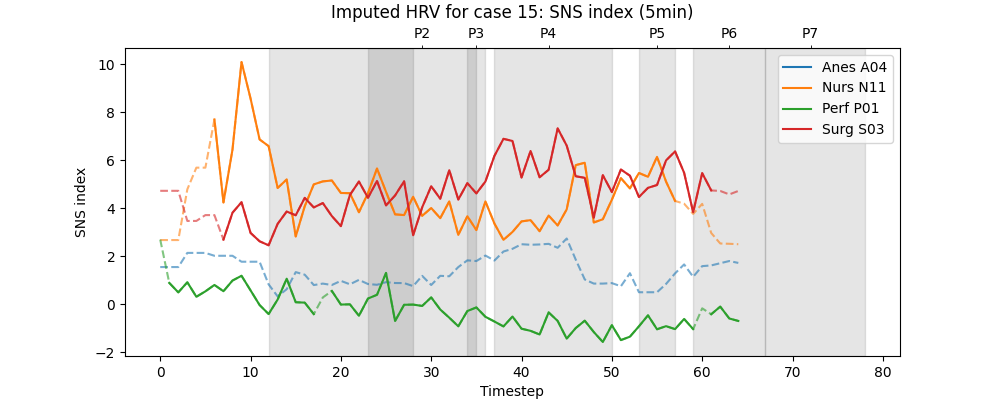 Imputed HRV for case 15: SNS index (5min)
P2 P3 P4 P5 P6 P7
Anes A04
Nurs N11
Perf P01
Surg S03
SNS index
10
8
6
4
2
0
−2
0 10 20 30 40 50 60 70 80
Timestep